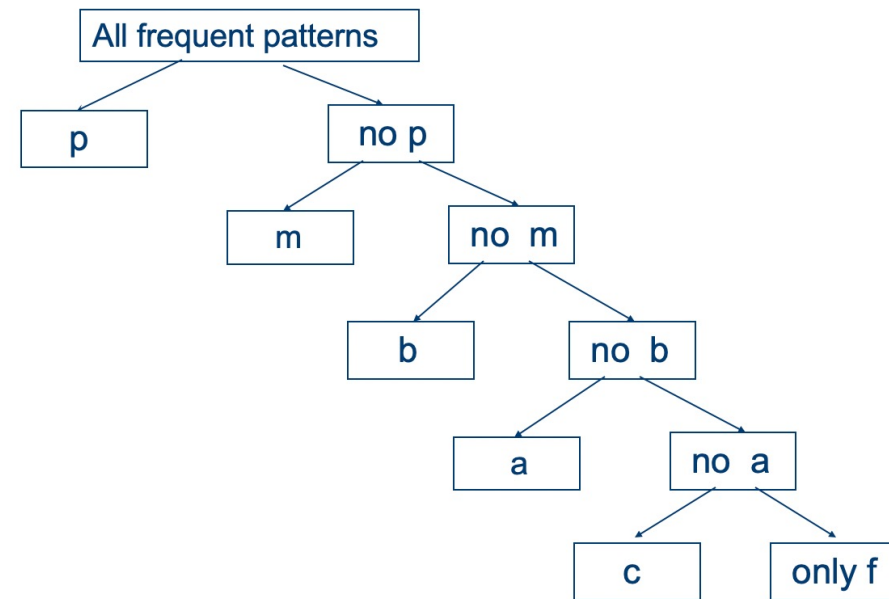 All frequent patterns
p
no p
m
no m
b
no b
a
no a
c
only f